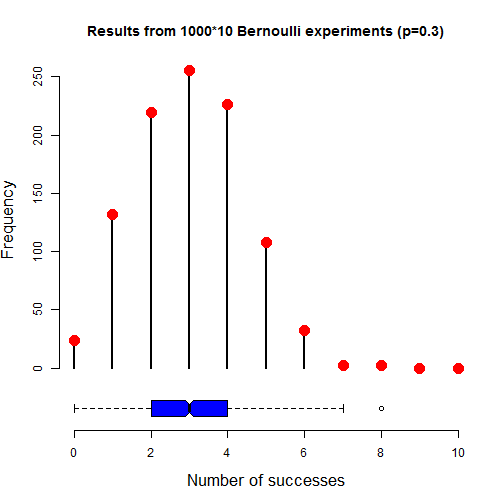 Results from 1000*10 Bernoulli experiments (p=0.3)
Frequency
250
200
150
100
50
0
0 2 4 6 8 10
Number of successes